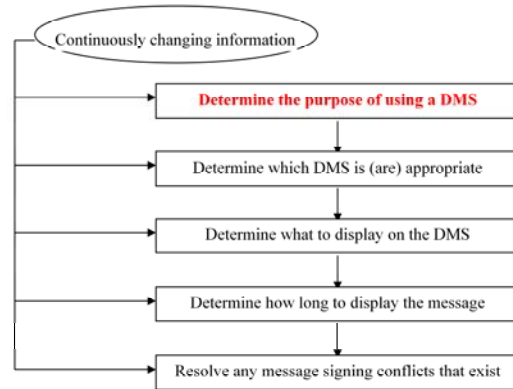 Continuously changing information
Determine the purpose of using a DMS
Determine which DMS is (are) appropriate
Determine what to display on the DMS
Determine how long to display the message
Resolve any message signing conflicts that exist